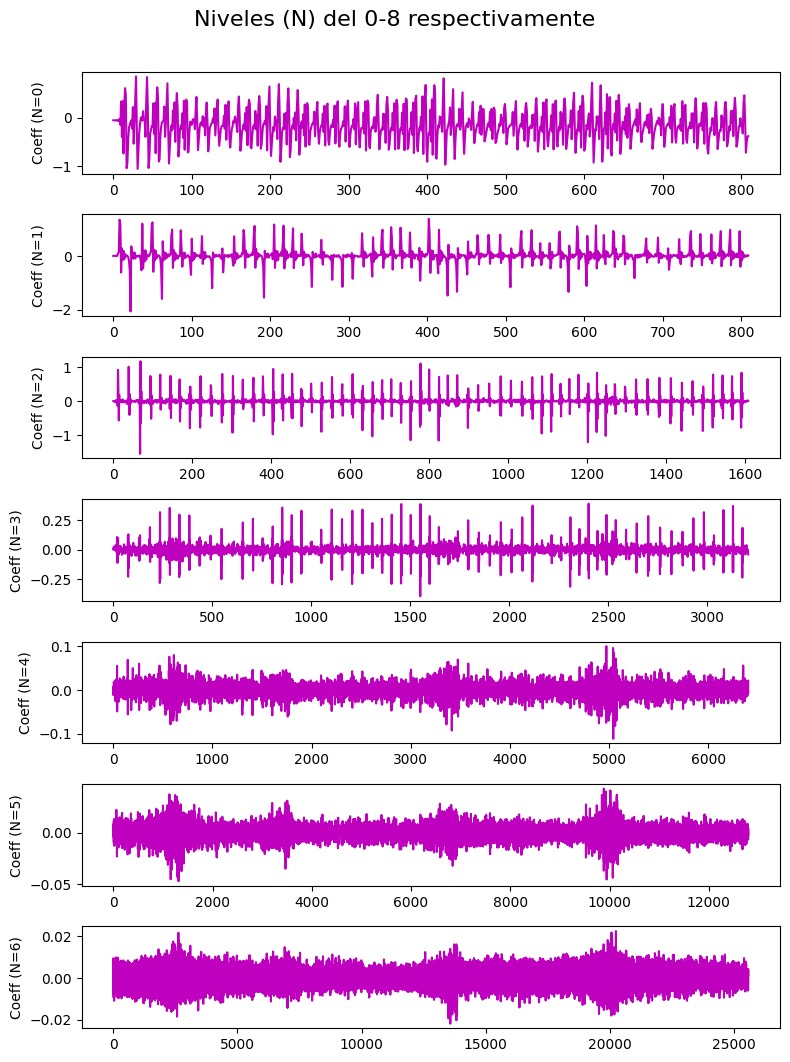 Niveles (N) del 0-8 respectivamente
Coeff (N=0)
0
−1
0 100 200 300 400 500 600 700 800
Coeff (N=1)
0
−2
0 100 200 300 400 500 600 700 800
Coeff (N=2)
1
0
−1
0 200 400 600 800 1000 1200 1400 1600
Coeff (N=3)
0.25
0.00
−0.25
0 500 1000 1500 2000 2500 3000
Coeff (N=4)
0.1
0.0
−0.1
0 1000 2000 3000 4000 5000 6000
Coeff (N=5)
0.00
−0.05
0 2000 4000 6000 8000 10000 12000
Coeff (N=6)
0.02
0.00
−0.02
0 5000 10000 15000 20000 25000